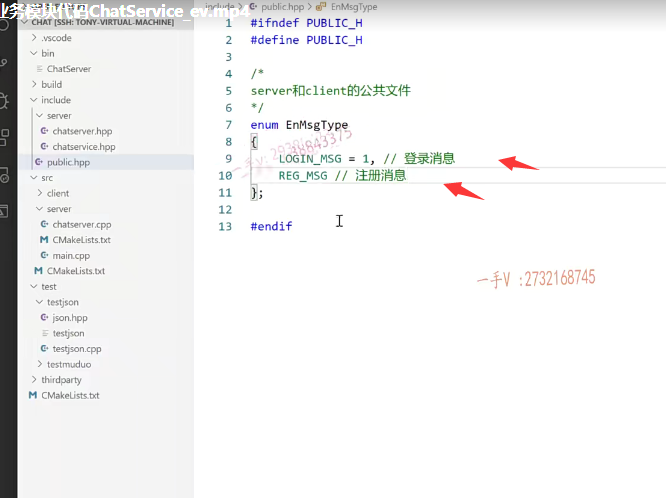 业务模块代码ChatService_ev.mp4
CHAT [SSH: TONY-VIRTUAL-MACHINE]
.vscode
bin
ChatServer
build
include
server
chatserver.hpp
chatservice.hpp
public.hpp
src
client
server
chatserver.cpp
CMakeLists.txt
main.cpp
CMakeLists.txt
test
testjson
json.hpp
testjson
testjson.cpp
testmuduo
thirdparty
CMakeLists.txt
include > public.hpp > EnMsgType
1 #ifndef PUBLIC_H
2 #define PUBLIC_H
3
4 /*
5 server和client的公共文件
6 */
7 enum EnMsgType
8 {
9 LOGIN_MSG = 1, // 登录消息
10 REG_MSG // 注册消息
11 };
12
13 #endif
一手V :2732168745